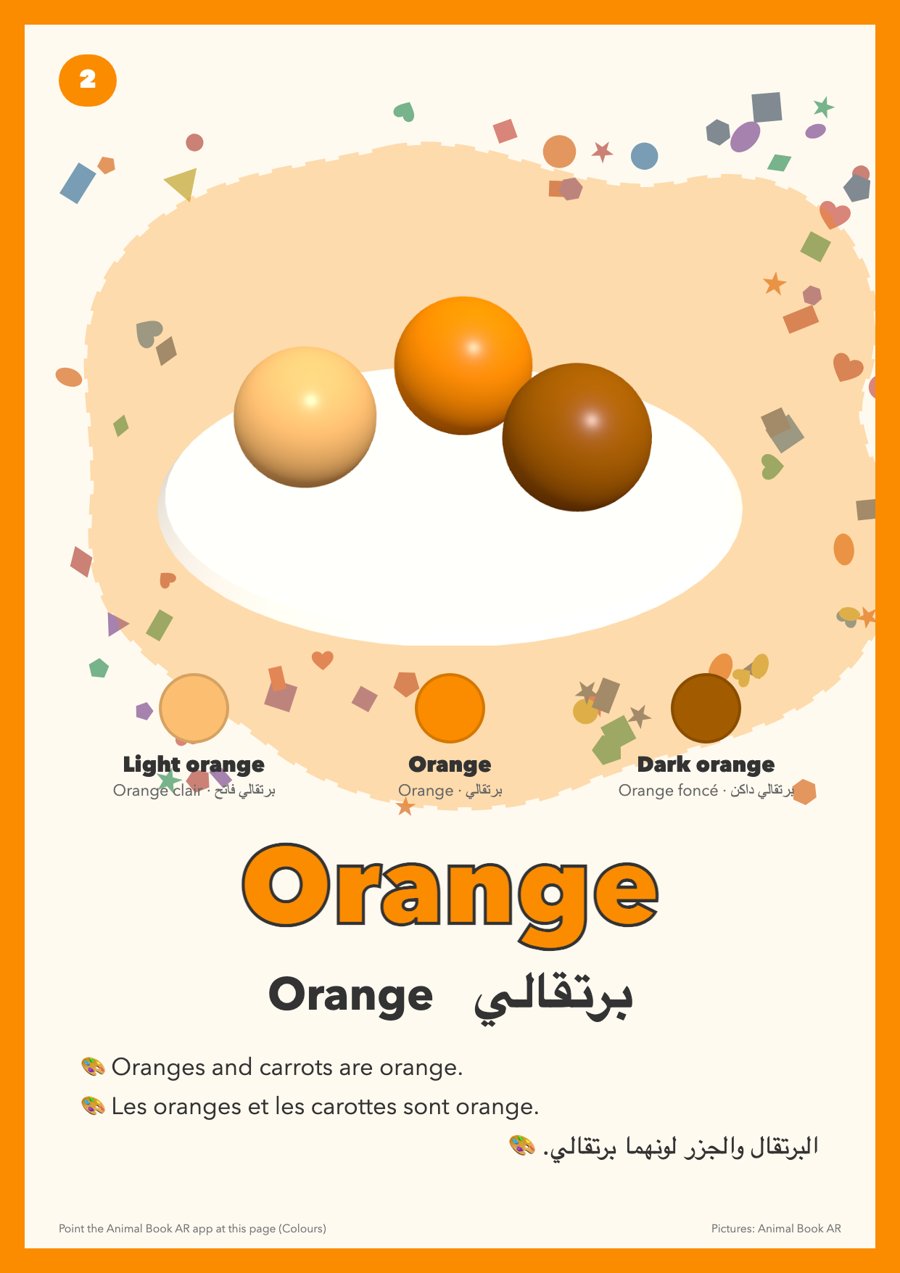 2
Light orange
Orange clair · برتقالي فاتح
Orange
Orange · برتقالي
Dark orange
Orange foncé · برتقالي داكن
Orange
Orange برتقالي
Oranges and carrots are orange.
Les oranges et les carottes sont orange.
البرتقال والجزر لونهما برتقالي.
Point the Animal Book AR app at this page (Colours)
Pictures: Animal Book AR